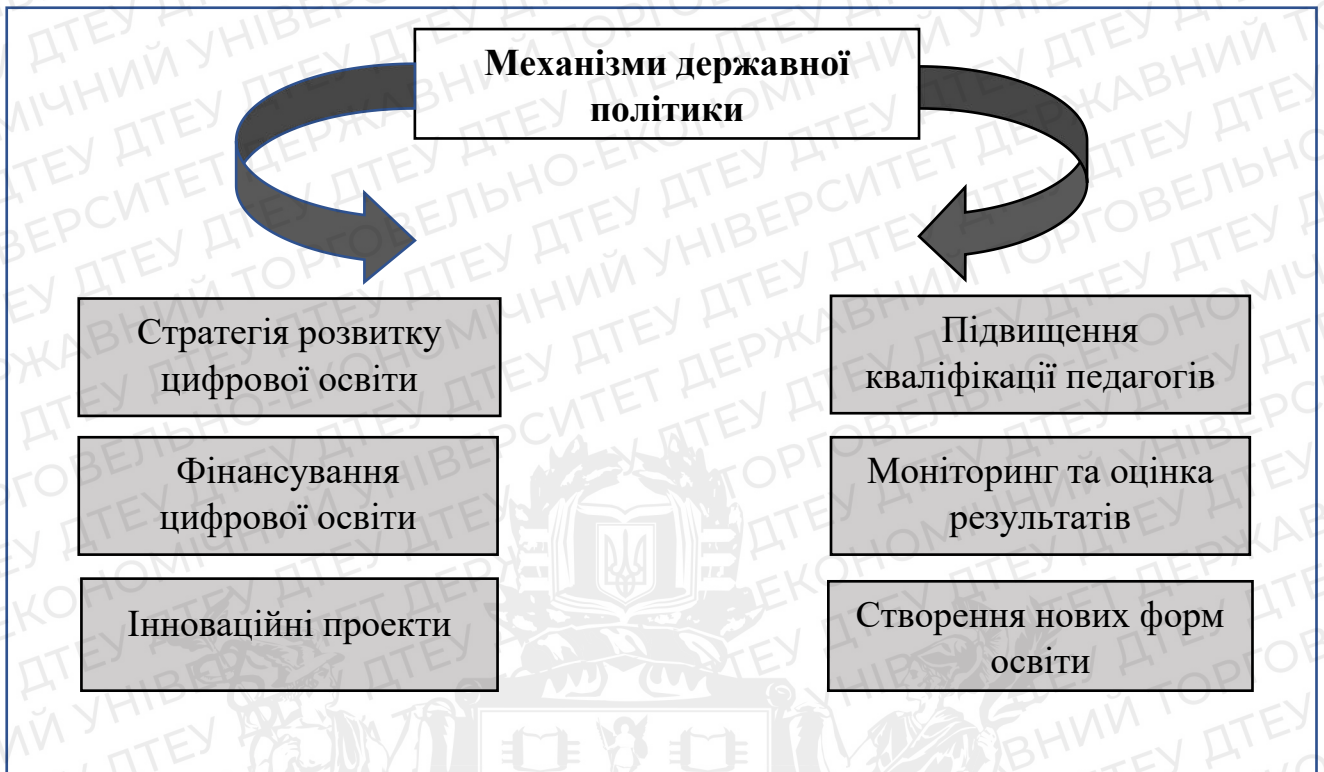 Механізми державної
політики
Стратегія розвитку
цифрової освіти
Фінансування
цифрової освіти
Інноваційні проекти
Підвищення
кваліфікації педагогів
Моніторинг та оцінка
результатів
Створення нових форм
освіти